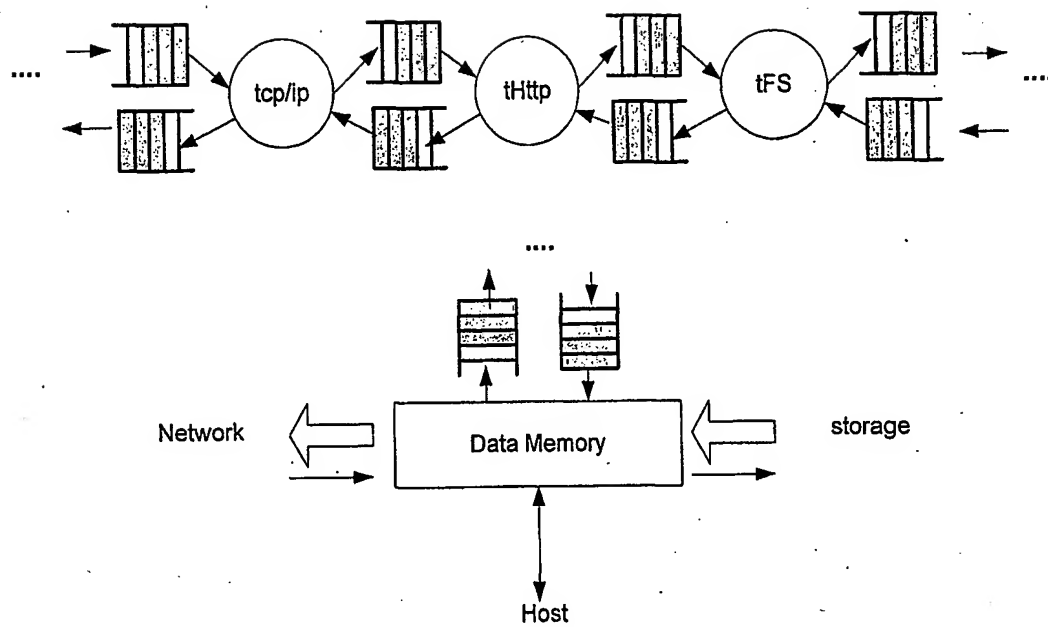 ....
tcp/ip
tHttp
tFS
....
....
Network
Data Memory
storage
Host